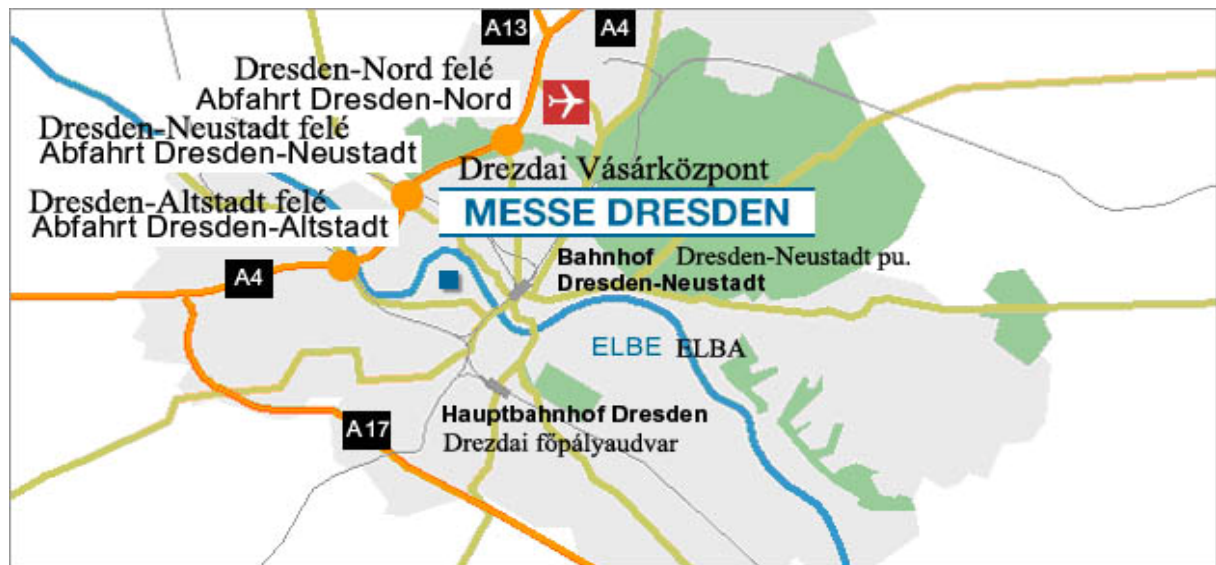 A13
A4
Dresden-Nord felé
Abfahrt Dresden-Nord
Dresden-Neustadt felé
Abfahrt Dresden-Neustadt
Drezdai Vásárközpont
MESSE DRESDEN
Dresden-Altstadt felé
Abfahrt Dresden-Altstadt
Bahnhof Dresden-Neustadt pu.
Dresden-Neustadt
A4
ELBE ELBA
Hauptbahnhof Dresden
Drezdai főpályaudvar
A17